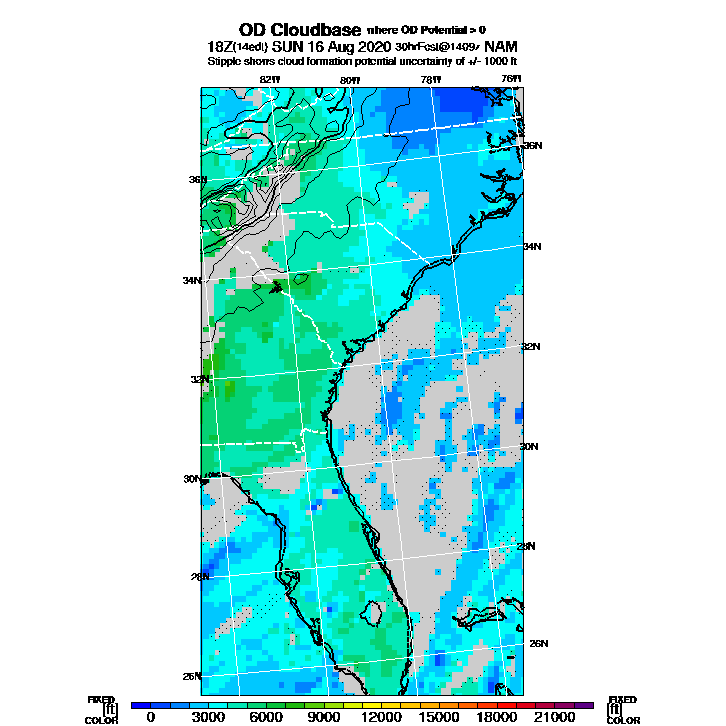 OD Cloudbase where OD Potential > 0
18Z(14edt) SUN 16 Aug 2020 30hrFcst@1409z NAM
Stipple shows cloud formation potential uncertainty of +/- 1000 ft
82W 80W 78W 76W
36N 36N
34N 34N
32N 32N
30N 30N
28N 28N
26N 26N
FIXED FIXED
[ft] 0 3000 6000 9000 12000 15000 18000 21000 [ft]
COLOR COLOR